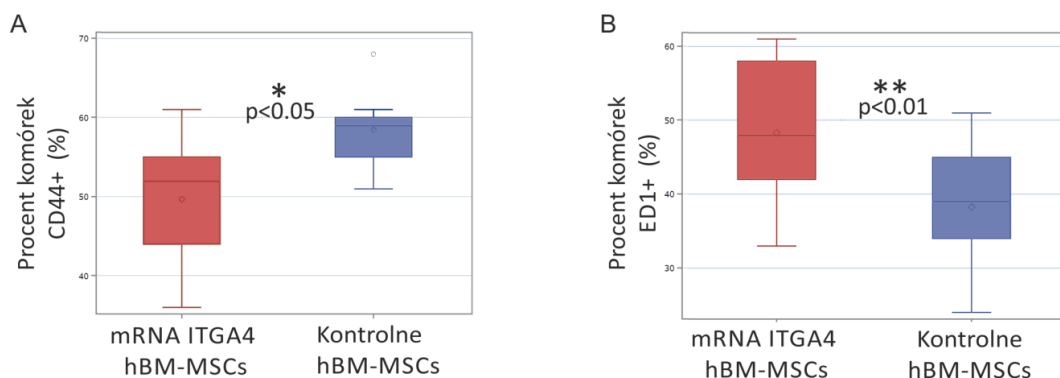 A
Procent komórek
CD44+ (%)
70
60
50
40
*
p<0.05
mRNA ITGA4
hBM-MSCs
Kontrolne
hBM-MSCs
B
Procent komórek
ED1+ (%)
60
50
40
30
**
p<0.01
mRNA ITGA4
hBM-MSCs
Kontrolne
hBM-MSCs